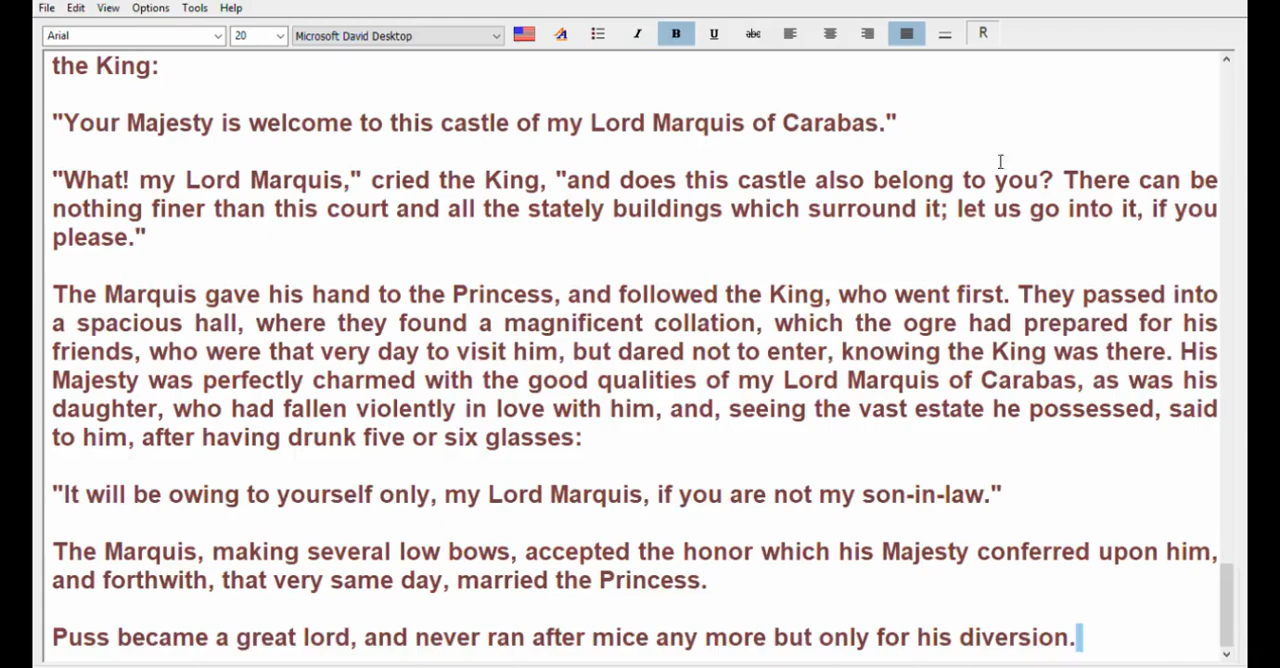 File Edit View Options Tools Help
Arial 20 Microsoft David Desktop I B U abc R
the King:
"Your Majesty is welcome to this castle of my Lord Marquis of Carabas."
"What! my Lord Marquis," cried the King, "and does this castle also belong to you? There can be
nothing finer than this court and all the stately buildings which surround it; let us go into it, if you
please."
The Marquis gave his hand to the Princess, and followed the King, who went first. They passed into
a spacious hall, where they found a magnificent collation, which the ogre had prepared for his
friends, who were that very day to visit him, but dared not to enter, knowing the King was there. His
Majesty was perfectly charmed with the good qualities of my Lord Marquis of Carabas, as was his
daughter, who had fallen violently in love with him, and, seeing the vast estate he possessed, said
to him, after having drunk five or six glasses:
"It will be owing to yourself only, my Lord Marquis, if you are not my son-in-law."
The Marquis, making several low bows, accepted the honor which his Majesty conferred upon him,
and forthwith, that very same day, married the Princess.
Puss became a great lord, and never ran after mice any more but only for his diversion.